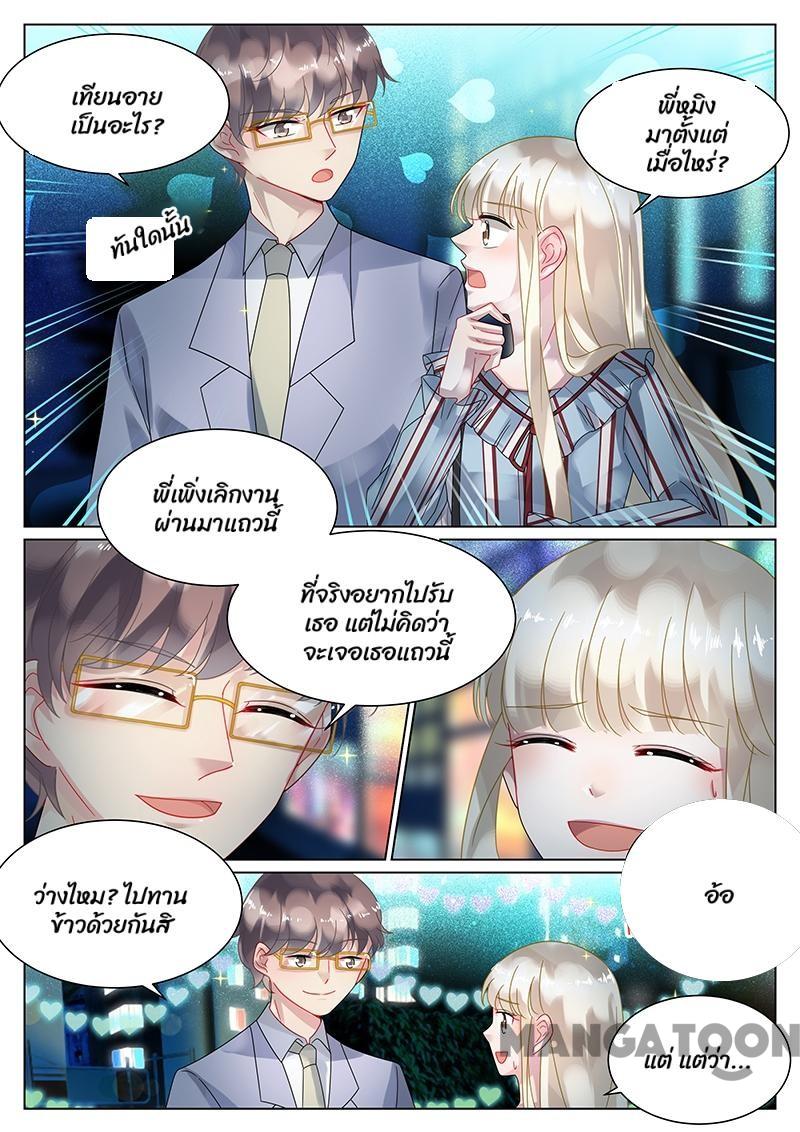 เทียนอาย
เป็นอะไร?
พี่หมิง
มาตั้งแต่
เมื่อไหร่?
ทันใดนั้น
พี่เพิ่งเลิกงาน
ผ่านมาแถวนี้
ที่จริงอยากไปรับ
เธอ แต่ไม่คิดว่า
จะเจอเธอแถวนี้
ว่างไหม? ไปทาน
ข้าวด้วยกันสิ
อ้อ
แต่ แต่ว่า...
MANGATOON